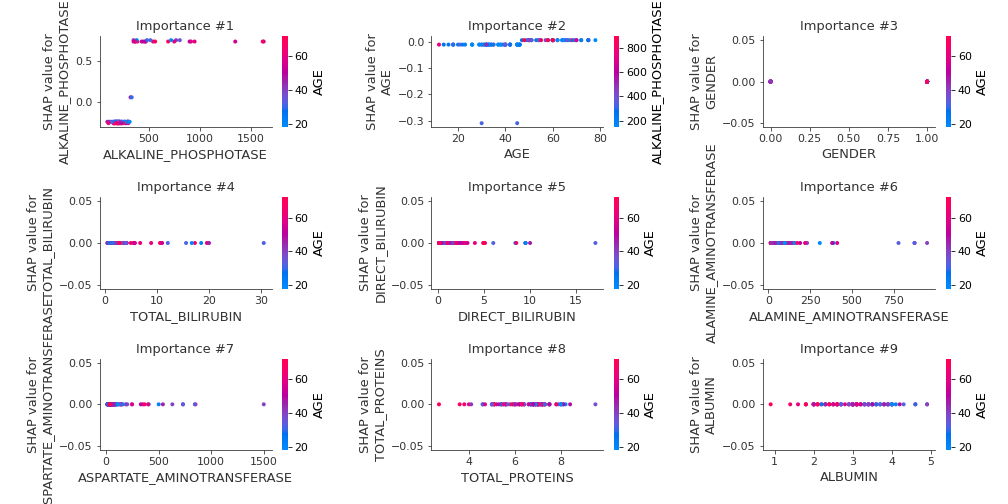 Importance #1
SHAP value for
ALKALINE_PHOSPHOTASE
0.5
0.0
500
1000
1500
ALKALINE_PHOSPHOTASE
60
40
20
AGE
Importance #2
SHAP value for
AGE
0.0
−0.1
−0.2
−0.3
20
40
60
80
AGE
800
600
400
200
ALKALINE_PHOSPHOTASE
Importance #3
SHAP value for
GENDER
0.05
0.00
−0.05
0.00
0.25
0.50
0.75
1.00
GENDER
60
40
20
AGE
Importance #4
SHAP value for
TOTAL_BILIRUBIN
0.05
0.00
−0.05
0
10
20
30
TOTAL_BILIRUBIN
60
40
20
AGE
Importance #5
SHAP value for
DIRECT_BILIRUBIN
0.05
0.00
−0.05
0
5
10
15
DIRECT_BILIRUBIN
60
40
20
AGE
Importance #6
SHAP value for
ALAMINE_AMINOTRANSFERASE
0.05
0.00
−0.05
0
250
500
750
ALAMINE_AMINOTRANSFERASE
60
40
20
AGE
Importance #7
SHAP value for
SPARTATE_AMINOTRANSFERASE
0.05
0.00
−0.05
0
500
1000
1500
ASPARTATE_AMINOTRANSFERASE
60
40
20
AGE
Importance #8
SHAP value for
TOTAL_PROTEINS
0.05
0.00
−0.05
4
6
8
TOTAL_PROTEINS
60
40
20
AGE
Importance #9
SHAP value for
ALBUMIN
0.05
0.00
−0.05
1
2
3
4
5
ALBUMIN
60
40
20
AGE